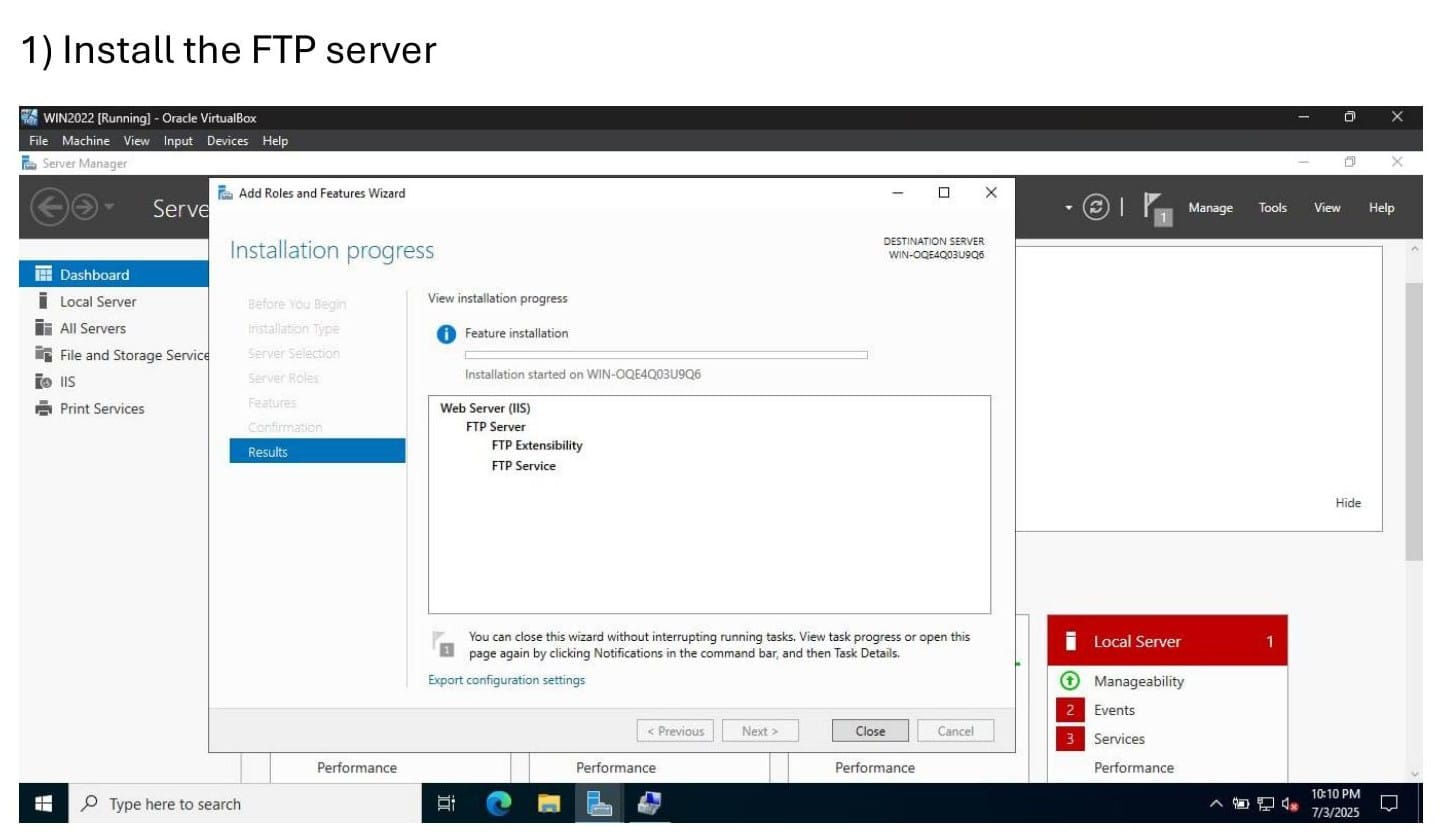 1) Install the FTP server
WIN2022 [Running] - Oracle VirtualBox
File Machine View Input Devices Help
Server Manager
Serve
1
Manage Tools View Help
Add Roles and Features Wizard
Installation progress
DESTINATION SERVER
WIN-OQE4Q03U9Q6
Dashboard
Local Server
All Servers
File and Storage Service
IIS
Print Services
Before You Begin
Installation Type
Server Selection
Server Roles
Features
Confirmation
Results
View installation progress
Feature installation
Installation started on WIN-OQE4Q03U9Q6
Web Server (IIS)
FTP Server
FTP Extensibility
FTP Service
1
You can close this wizard without interrupting running tasks. View task progress or open this
page again by clicking Notifications in the command bar, and then Task Details.
Export configuration settings
< Previous Next > Close Cancel
Hide
Local Server 1
Manageability
2 Events
3 Services
Performance Performance Performance Performance
Type here to search
10:10 PM
7/3/2025